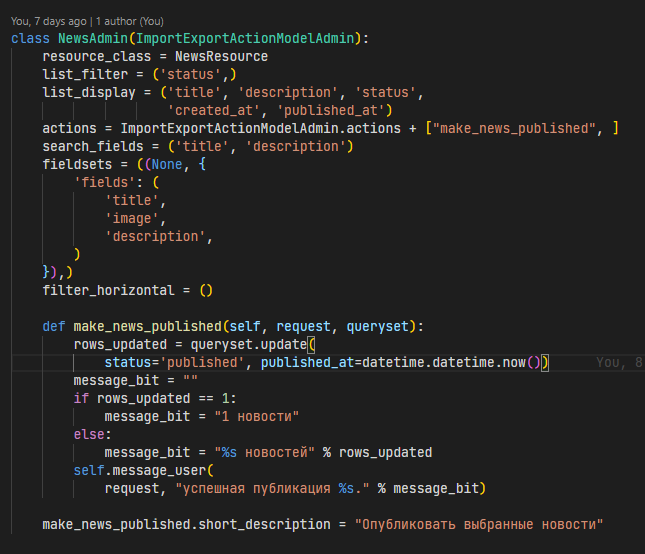 You, 7 days ago | 1 author (You)
class NewsAdmin(ImportExportActionModelAdmin):
    resource_class = NewsResource
    list_filter = ('status',)
    list_display = ('title', 'description', 'status',
                    'created_at', 'published_at')
    actions = ImportExportActionModelAdmin.actions + ["make_news_published", ]
    search_fields = ('title', 'description')
    fieldsets = ((None, {
        'fields': (
            'title',
            'image',
            'description',
        )
    }),)
    filter_horizontal = ()

    def make_news_published(self, request, queryset):
        rows_updated = queryset.update(
            status='published', published_at=datetime.datetime.now()) You, 8
        message_bit = ""
        if rows_updated == 1:
            message_bit = "1 новости"
        else:
            message_bit = "%s новостей" % rows_updated
        self.message_user(
            request, "успешная публикация %s." % message_bit)

    make_news_published.short_description = "Опубликовать выбранные новости"